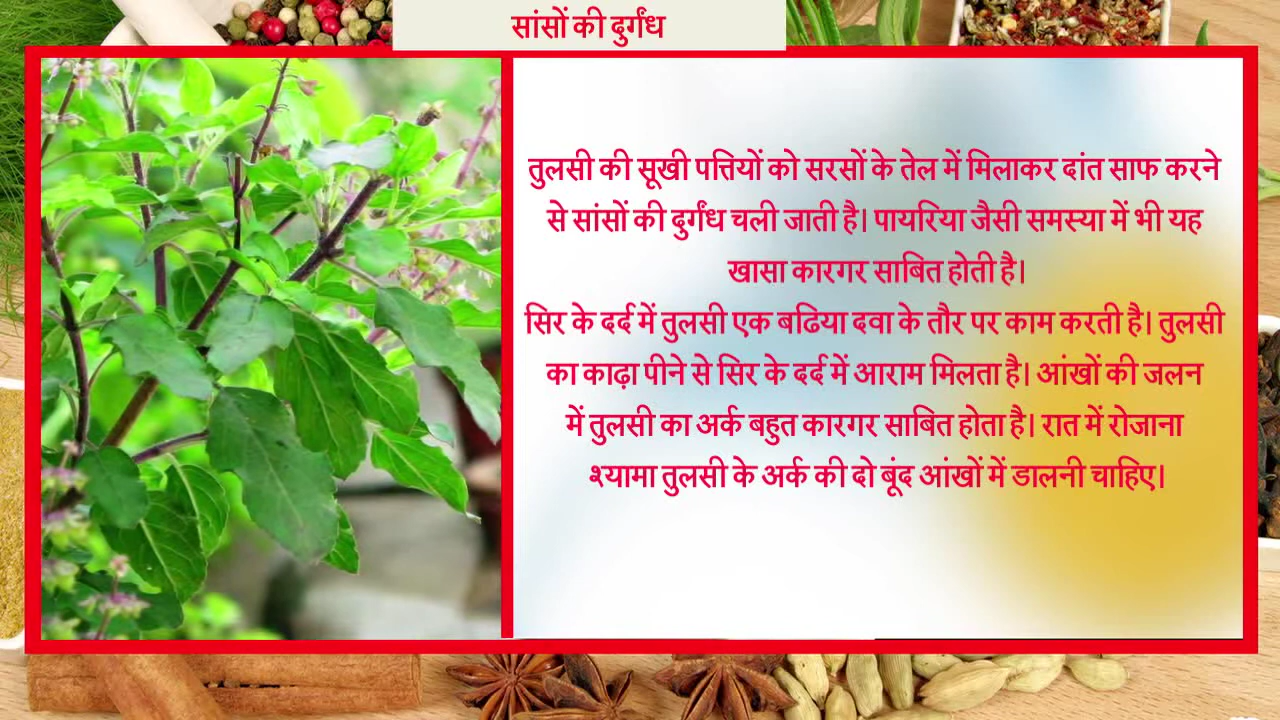 सांसों की दुर्गंध
तुलसी की सूखी पत्तियों को सरसों के तेल में मिलाकर दांत साफ करने
से सांसों की दुर्गंध चली जाती है। पायरिया जैसी समस्या में भी यह
खासा कारगर साबित होती है।
सिर के दर्द में तुलसी एक बढिया दवा के तौर पर काम करती है। तुलसी
का काढ़ा पीने से सिर के दर्द में आराम मिलता है। आंखों की जलन
में तुलसी का अर्क बहुत कारगर साबित होता है। रात में रोजाना
श्यामा तुलसी के अर्क की दो बूंद आंखों में डालनी चाहिए।